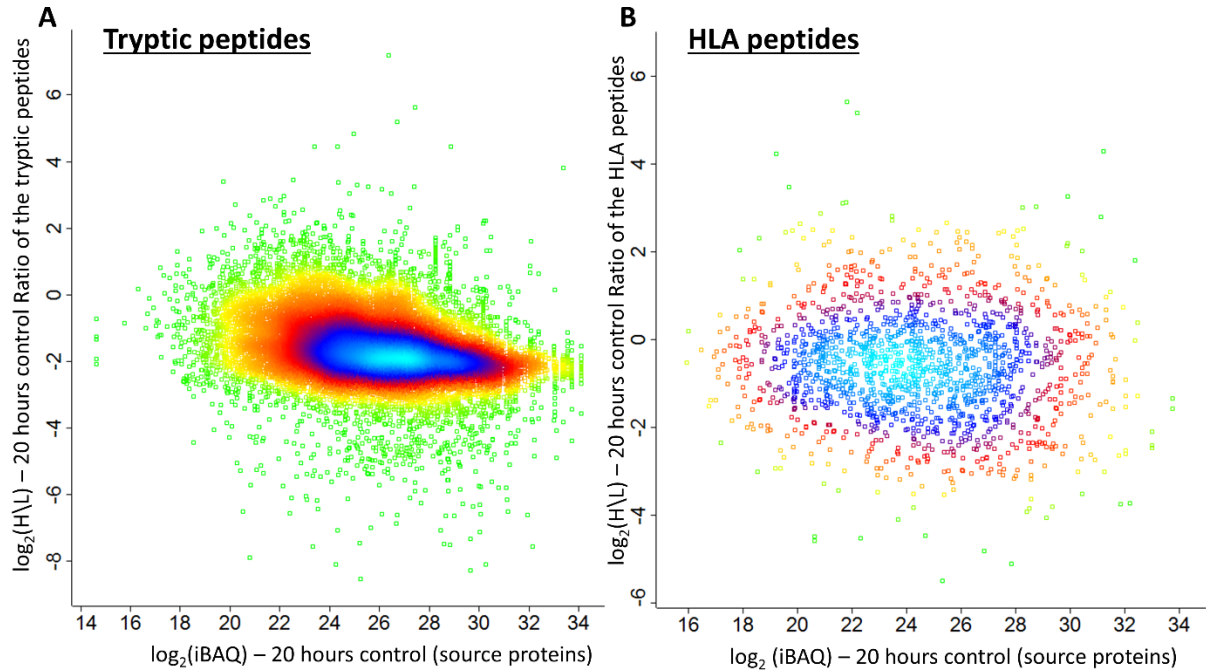 A
Tryptic peptides
log₂(H\L) – 20 hours control Ratio of the tryptic peptides
6
4
2
0
-2
-4
-6
-8
14 16 18 20 22 24 26 28 30 32 34
log₂(iBAQ) – 20 hours control (source proteins)
B
HLA peptides
log₂(H\L) – 20 hours control Ratio of the HLA peptides
6
4
2
0
-2
-4
-6
16 18 20 22 24 26 28 30 32 34
log₂ (iBAQ) – 20 hours control (source proteins)